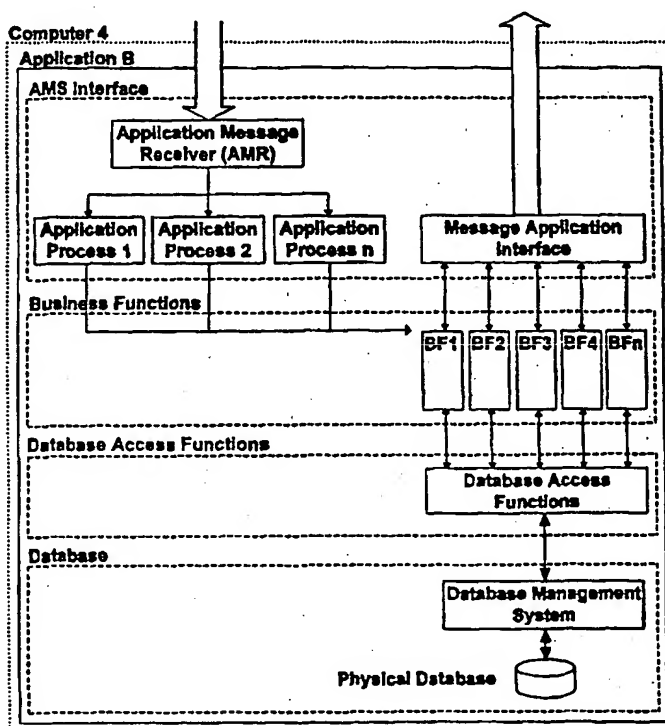 Computer 4
Application B
AMS Interface
Application Message
Receiver (AMR)
Application
Process 1
Application
Process 2
Application
Process n
Message Application
Interface
Business Functions
BF1
BF2
BF3
BF4
BFn
Database Access Functions
Database Access
Functions
Database
Database Management
System
Physical Database